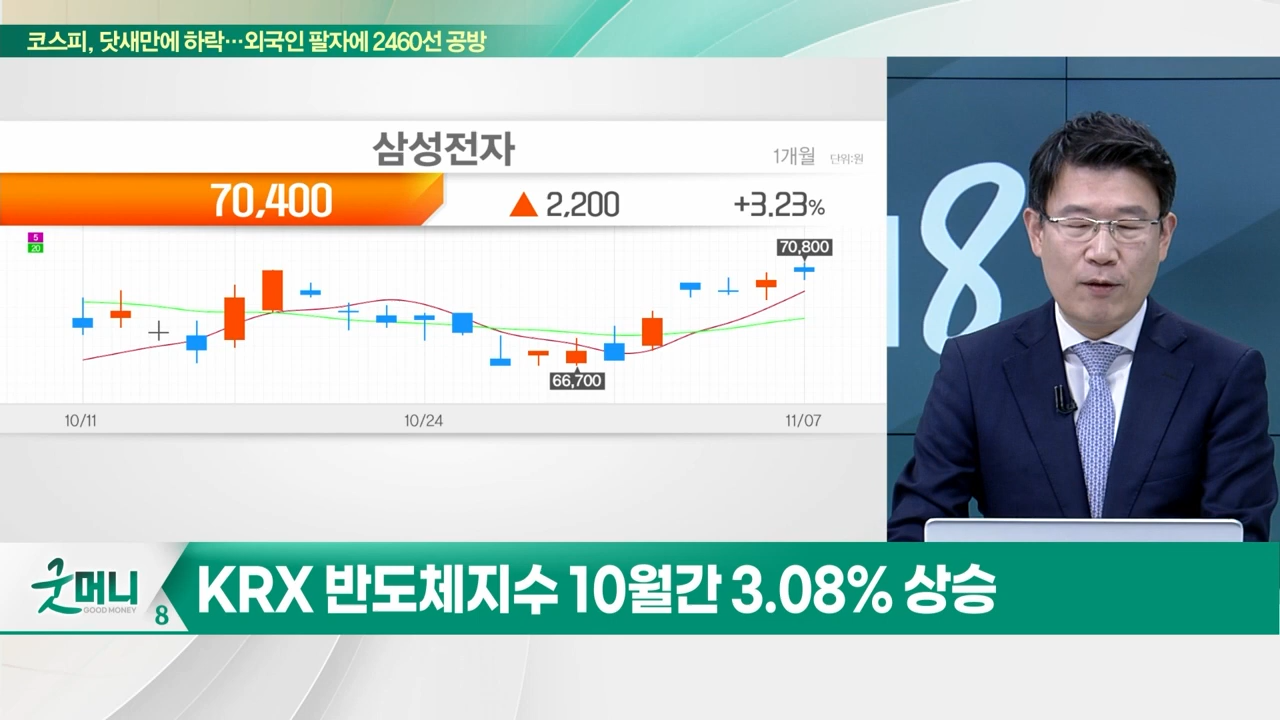 코스피, 닷새만에 하락…외국인 팔자에 2460선 공방
삼성전자
1개월 단위:원
70,400 ▲ 2,200 +3.23%
5
20
70,800
66,700
10/11 10/24 11/07
8
굿머니
GOOD MONEY
8
KRX 반도체지수 10월간 3.08% 상승